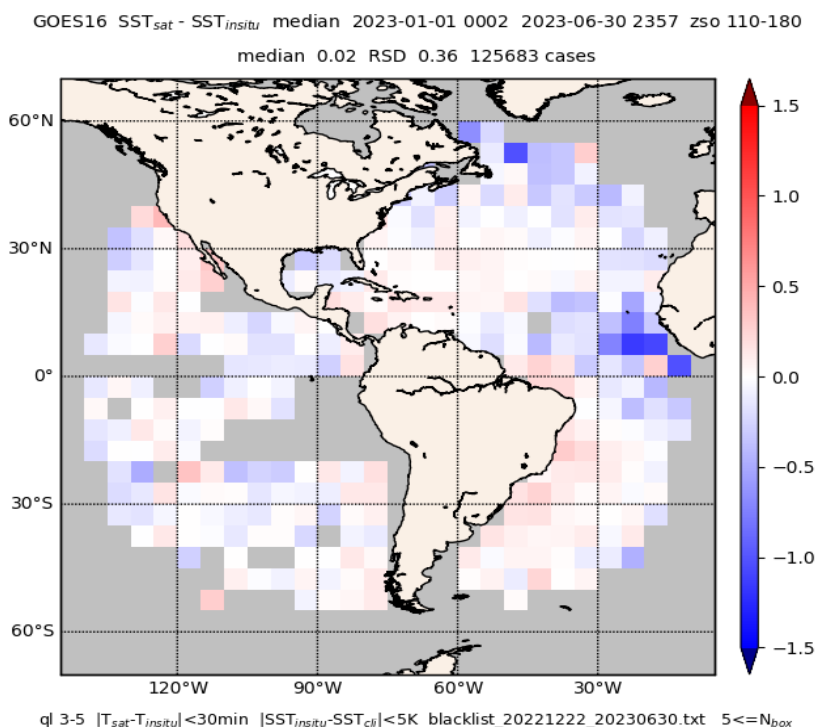 GOES16 SST_sat - SST_insitu median 2023-01-01 0002 2023-06-30 2357 zso 110-180
median 0.02 RSD 0.36 125683 cases
60°N
30°N
0°
30°S
60°S
120°W 90°W 60°W 30°W
1.5
1.0
0.5
0.0
−0.5
−1.0
−1.5
ql 3-5 |T_sat-T_insitu|<30min |SST_insitu-SST_cli|<5K blacklist_20221222_20230630.txt 5<=N_box